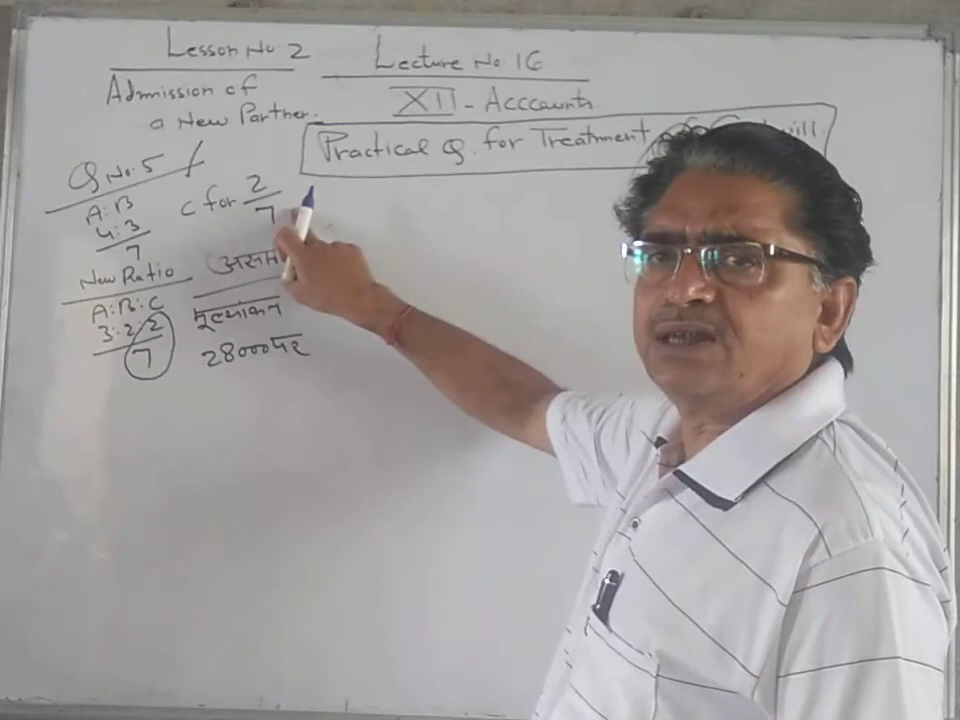 Lesson No. 2
Lecture No. 16
Admission of
a New Partner.
XII - Acccounts
Practical Q. for Treatment
Q No. 5
A:B
4:3
7
C for 2/7
New Ratio
A:B:C
3:2:2
7
मूल्यांकन
28000 पर